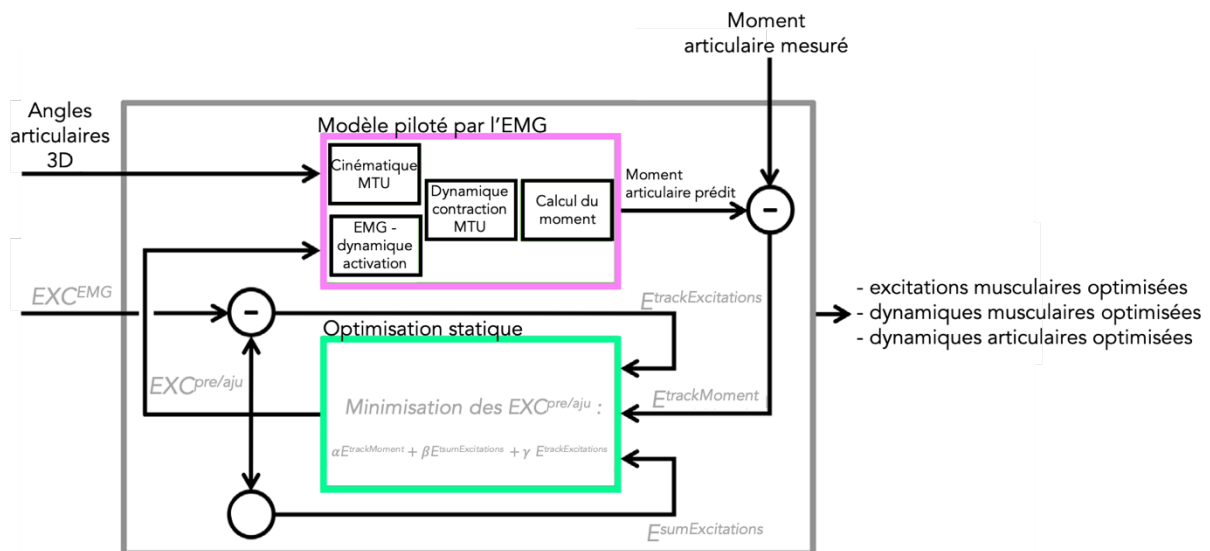 Moment
articulaire mesuré
Angles
articulaires
3D
Modèle piloté par l'EMG
Cinématique
MTU
Dynamique
contraction
MTU
Calcul du
moment
EMG -
dynamique
activation
Moment
articulaire prédit
-
EXC^EMG
-
E^trackExcitations
- excitations musculaires optimisées
- dynamiques musculaires optimisées
- dynamiques articulaires optimisées
Optimisation statique
EXC^pre/aju
Minimisation des EXC^pre/aju :
E^trackMoment
αE^trackMoment + βE^tsumExcitations + γ E^trackExcitations
E^sumExcitations